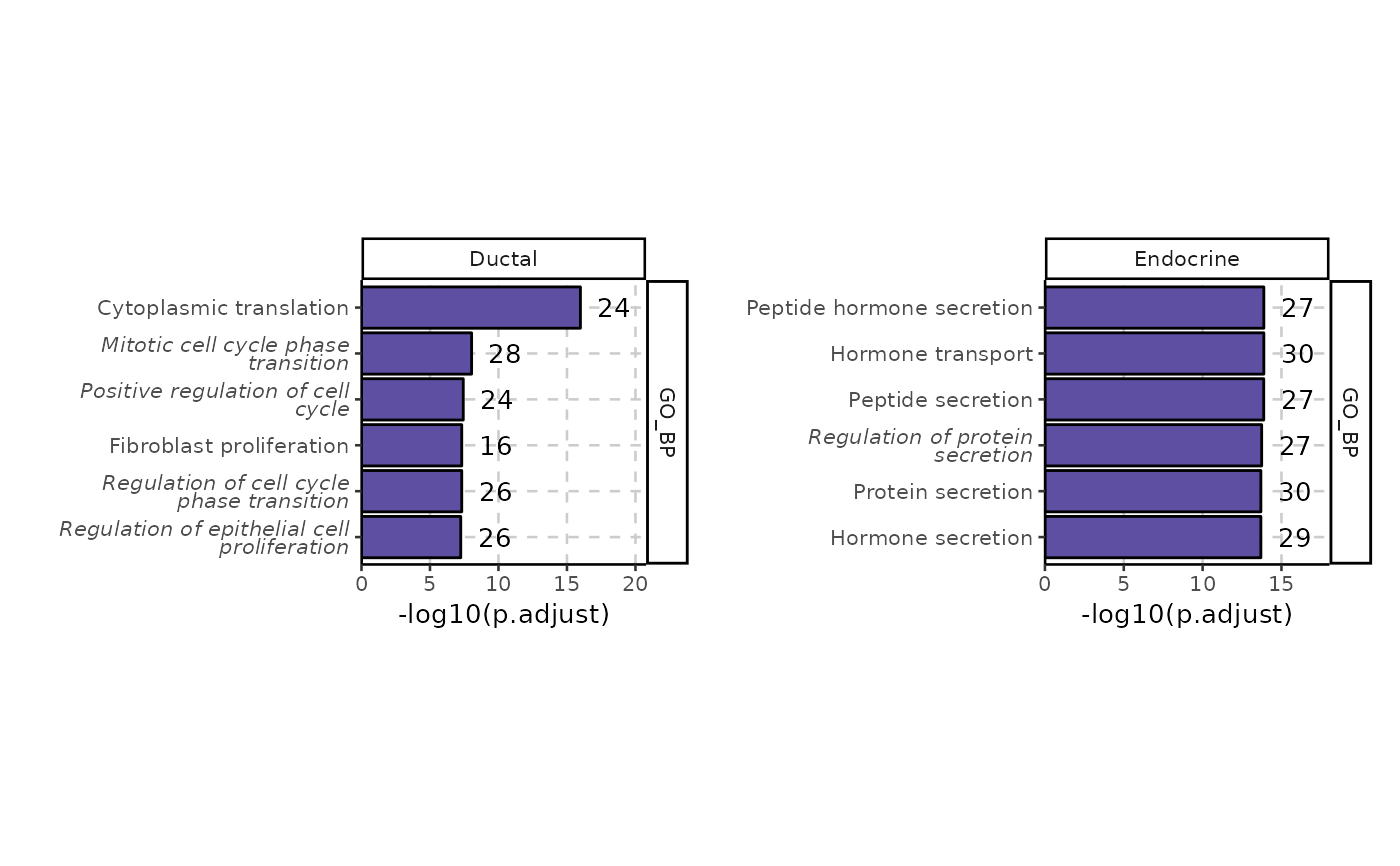 Ductal
Cytoplasmic translation
24
Mitotic cell cycle phase
transition
28
Positive regulation of cell
cycle
24
Fibroblast proliferation
16
Regulation of cell cycle
phase transition
26
Regulation of epithelial cell
proliferation
26
GO_BP
0 5 10 15 20
-log10(p.adjust)
Endocrine
Peptide hormone secretion
27
Hormone transport
30
Peptide secretion
27
Regulation of protein
secretion
27
Protein secretion
30
Hormone secretion
29
GO_BP
0 5 10 15
-log10(p.adjust)